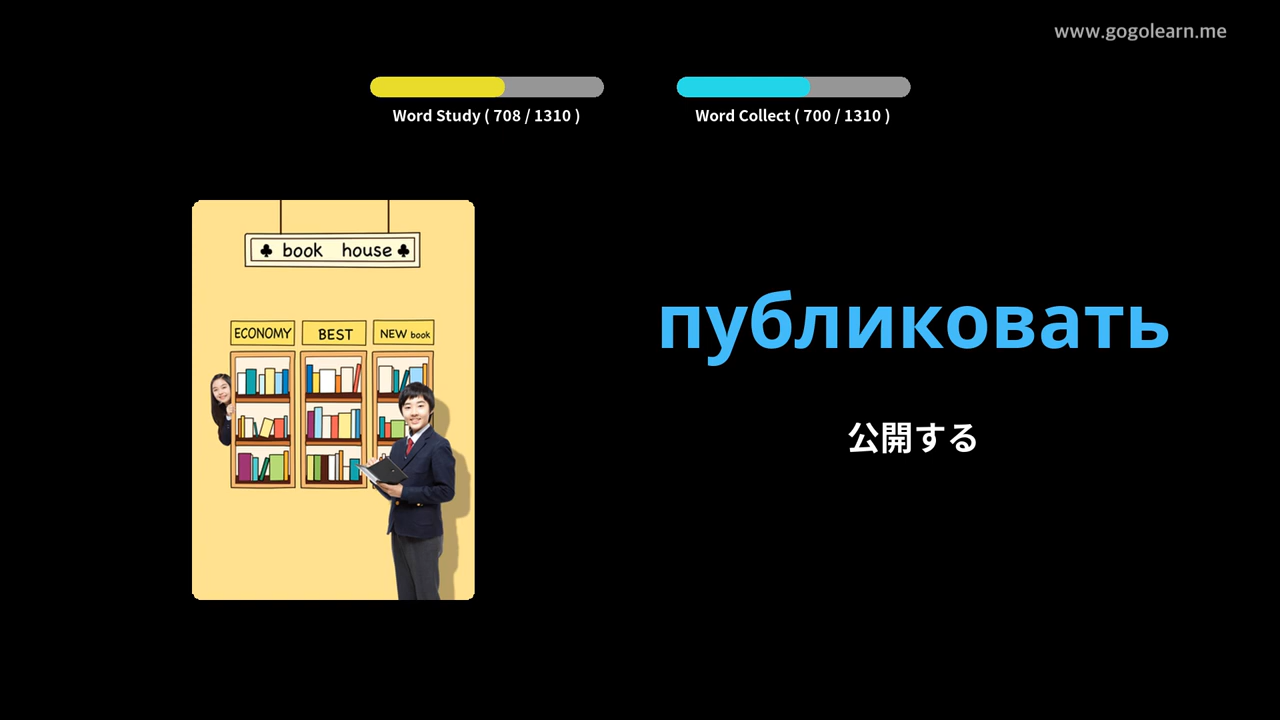 www.gogolearn.me
Word Study ( 708 / 1310 )
Word Collect ( 700 / 1310 )
♣ book house ♣
ECONOMY
BEST
NEW book
публиковать
公開する